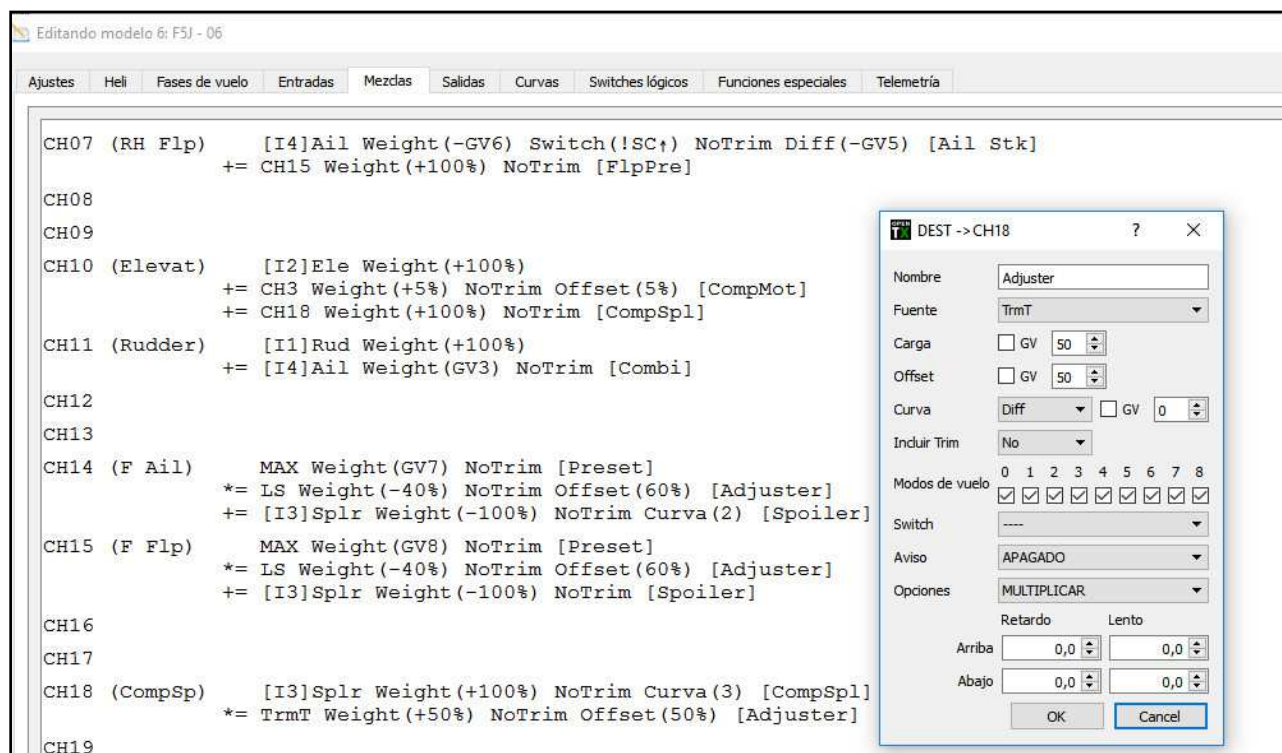 Editando modelo 6: F5J - 06
Ajustes Heli Fases de vuelo Entradas Mezclas Salidas Curvas Switches lógicos Funciones especiales Telemetría
CH07 (RH Flp) [I4]Ail Weight(-GV6) Switch(!SC↑) NoTrim Diff(-GV5) [Ail Stk]
+= CH15 Weight(+100%) NoTrim [FlpPre]
CH08
CH09
CH10 (Elevat) [I2]Ele Weight(+100%)
+= CH3 Weight(+5%) NoTrim Offset(5%) [CompMot]
+= CH18 Weight(+100%) NoTrim [CompSpl]
CH11 (Rudder) [I1]Rud Weight(+100%)
+= [I4]Ail Weight(GV3) NoTrim [Combi]
CH12
CH13
CH14 (F Ail) MAX Weight(GV7) NoTrim [Preset]
*= LS Weight(-40%) NoTrim Offset(60%) [Adjuster]
+= [I3]Splr Weight(-100%) NoTrim Curva(2) [Spoiler]
CH15 (F Flp) MAX Weight(GV8) NoTrim [Preset]
*= LS Weight(-40%) NoTrim Offset(60%) [Adjuster]
+= [I3]Splr Weight(-100%) NoTrim [Spoiler]
CH16
CH17
CH18 (CompSp) [I3]Splr Weight(+100%) NoTrim Curva(3) [CompSpl]
*= TrmT Weight(+50%) NoTrim Offset(50%) [Adjuster]
CH19
OPEN TX DEST ->CH18 ? X
Nombre Adjuster
Fuente TrmT
Carga GV 50
Offset GV 50
Curva Diff GV 0
Incluir Trim No
0 1 2 3 4 5 6 7 8
Modos de vuelo
Switch ----
Aviso APAGADO
Opciones MULTIPLICAR
Retardo Lento
Arriba 0,0 0,0
Abajo 0,0 0,0
OK Cancel